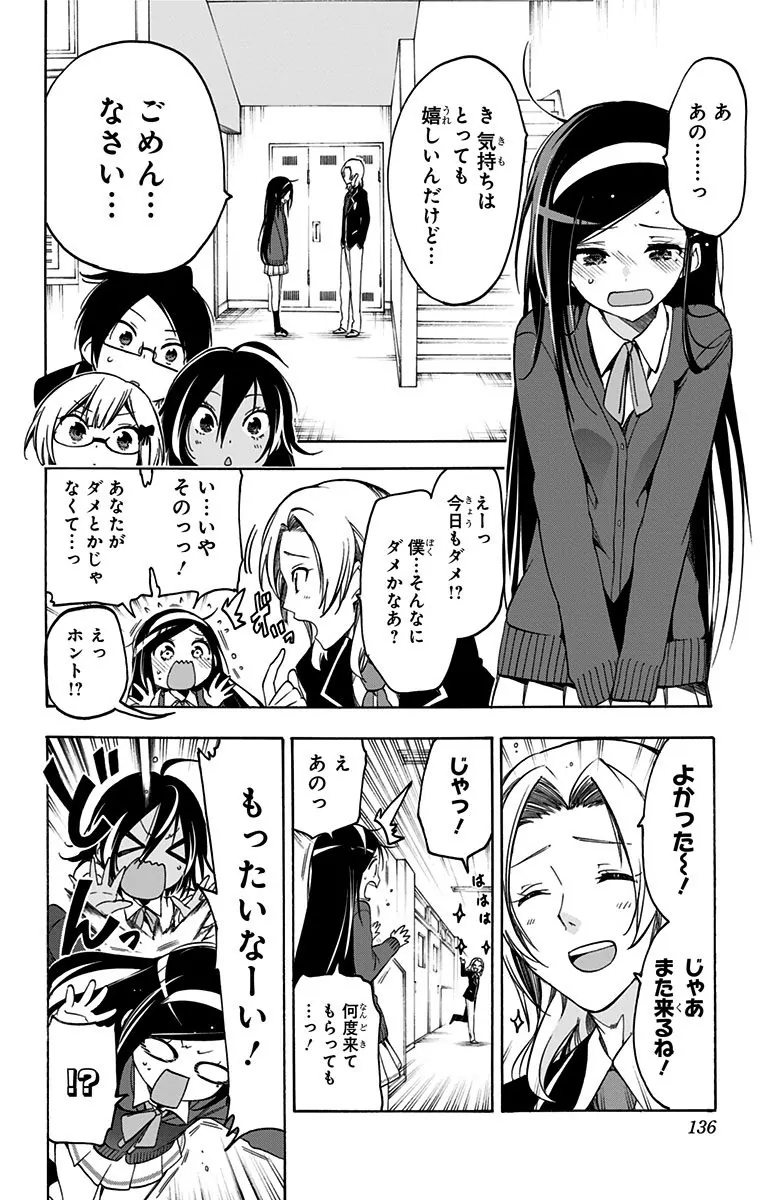 あ
あの……っ
き気持ちは
とっても
嬉しいんだけど…
ごめん…
なさい…
えーっ
今日もダメ!?
僕…そんなに
ダメかなあ?
い…いや
そのっっ!
あなたが
ダメとかじゃ
なくて…っ
えっ
ホント!?
よかった〜!
じゃあ
また来るね!
じゃっ!
ははは
え
あのっ
何度来て
もらっても
…っ!
もったいなーい!
!?
136